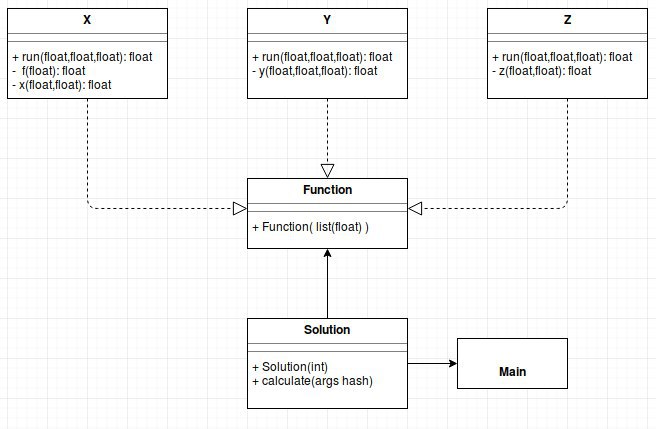 X
+ run(float,float,float): float
- f(float): float
- x(float,float): float
Y
+ run(float,float,float): float
- y(float,float,float): float
Z
+ run(float,float,float): float
- z(float,float): float
Function
+ Function( list(float) )
Solution
+ Solution(int)
+ calculate(args hash)
Main